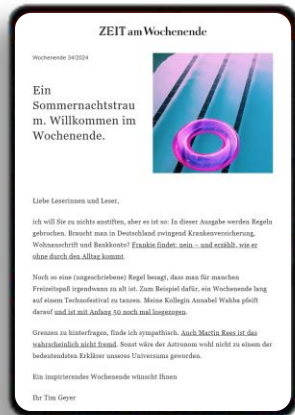 ZEIT am Wochenende
Wochenende 34/2024
Ein
Sommernachtstrau
m. Willkommen im
Wochenende.
Liebe Leserinnen und Leser,
ich will Sie zu nichts anstiften, aber es ist so: In dieser Ausgabe werden Regeln
gebrochen. Braucht man in Deutschland zwingend Krankenversicherung,
Wohnanschrift und Bankkonto? Frankie findet: nein – und erzählt, wie er
ohne durch den Alltag kommt.
Noch so eine (ungeschriebene) Regel besagt, dass man für manchen
Freizeitspaß irgendwann zu alt ist. Zum Beispiel dafür, ein Wochenende lang
auf einem Technofestival zu tanzen. Meine Kollegin Annabel Wahba pfeift
darauf und ist mit Anfang 50 noch mal losgezogen.
Grenzen zu hinterfragen, finde ich sympathisch. Auch Martin Rees ist das
wahrscheinlich nicht fremd. Sonst wäre der Astronom wohl nicht zu einem der
bedeutendsten Erklärer unseres Universums geworden.
Ein inspirierendes Wochenende wünscht Ihnen
Ihr Tim Geyer